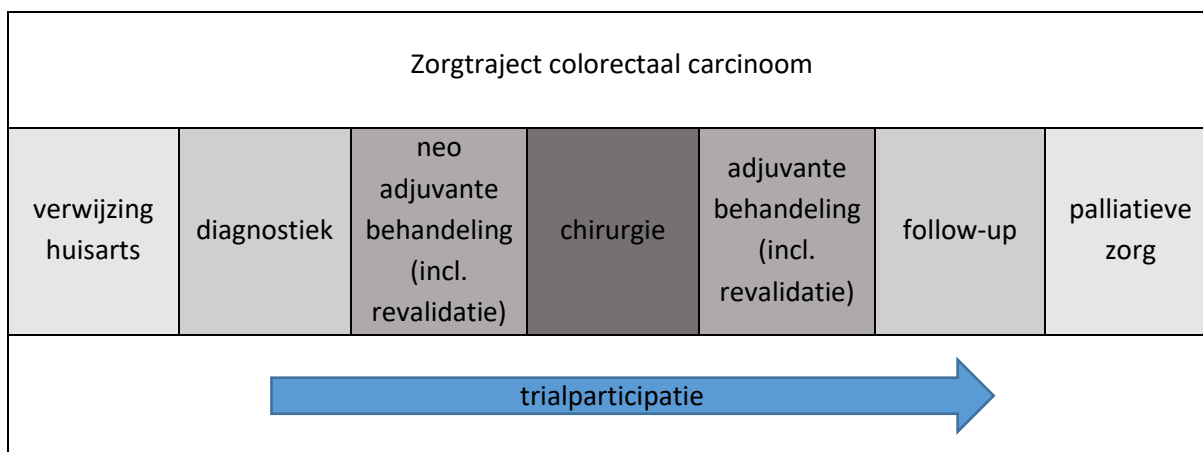 Zorgtraject colorectaal carcinoom
verwijzing
huisarts
diagnostiek
neo
adjuvante
behandeling
(incl.
revalidatie)
chirurgie
adjuvante
behandeling
(incl.
revalidatie)
follow-up
palliatieve
zorg
trialparticipatie